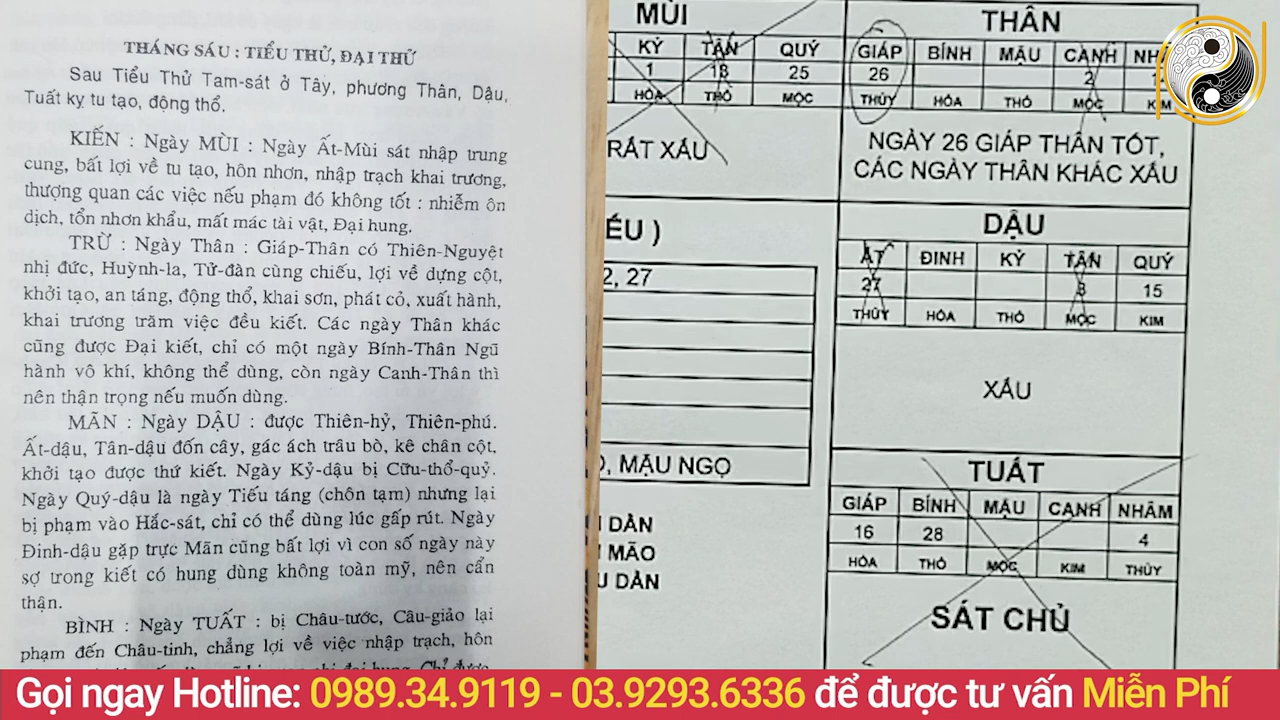 THÁNG SÁU : TIỂU THỬ, ĐẠI THỬ
Sau Tiểu Thử Tam-sát ở Tây, phương Thân, Dậu,
Tuất kỵ tu tạo, động thổ.
KIẾN : Ngày MÙI : Ngày Ất-Mùi sát nhập trung
cung, bất lợi về tu tạo, hôn nhơn, nhập trạch khai trương,
thượng quan các việc nếu phạm đó không tốt : nhiễm ôn
dịch, tổn nhơn khẩu, mất mác tài vật, Đại hung.
TRỪ : Ngày Thân : Giáp-Thân có Thiên-Nguyệt
nhị đức, Huỳnh-la, Tử-đàn cùng chiếu, lợi về dựng cột,
khởi tạo, an táng, động thổ, khai sơn, phát cỏ, xuất hành,
khai trương trăm việc đều kiết. Các ngày Thân khác
cũng được Đại kiết, chỉ có một ngày Bính-Thân Ngũ
hành vô khí, không thể dùng, còn ngày Canh-Thân thì
nên thận trọng nếu muốn dùng.
MÃN : Ngày DẬU : được Thiên-hỷ, Thiên-phú.
Ất-dậu, Tân-dậu đốn cây, gác ách trâu bò, kê chân cột,
khởi tạo được thứ kiết. Ngày Kỷ-dậu bị Cữu-thổ-quỷ.
Ngày Quý-dậu là ngày Tiếu táng (chôn tạm) nhưng lại
bị phạm vào Hắc-sát, chỉ có thể dùng lúc gấp rút. Ngày
Đinh-dậu gặp trực Mãn cũng bất lợi vì con số ngày này
sợ trong kiết có hung dùng không toàn mỹ, nên cẩn
thận.
BÌNH : Ngày TUẤT : bị Châu-tước, Câu-giảo lại
phạm đến Châu-tinh, chẳng lợi về việc nhập trạch, hôn
MÙI
KỶ TÂN QUÝ
1 13 25
HỎA THỔ MỘC
RẤT XẤU
THÂN
GIÁP BÍNH MẬU CANH
26 2
THỦY HỎA THỔ MỘC KIM
NGÀY 26 GIÁP THÂN TỐT,
CÁC NGÀY THÂN KHÁC XẤU
ẾU )
2, 27
MẬU NGỌ
DẦN
MÃO
DẦN
DẬU
ẤT ĐINH KỶ TÂN QUÝ
27 3 15
THỦY HỎA THỔ MỘC KIM
XẤU
TUẤT
GIÁP BÍNH MẬU CANH NHÂM
16 28 4
HỎA THỔ MỘC KIM THỦY
SÁT CHỦ
Gọi ngay Hotline: 0989.34.9119 - 03.9293.6336 để được tư vấn Miễn Phí